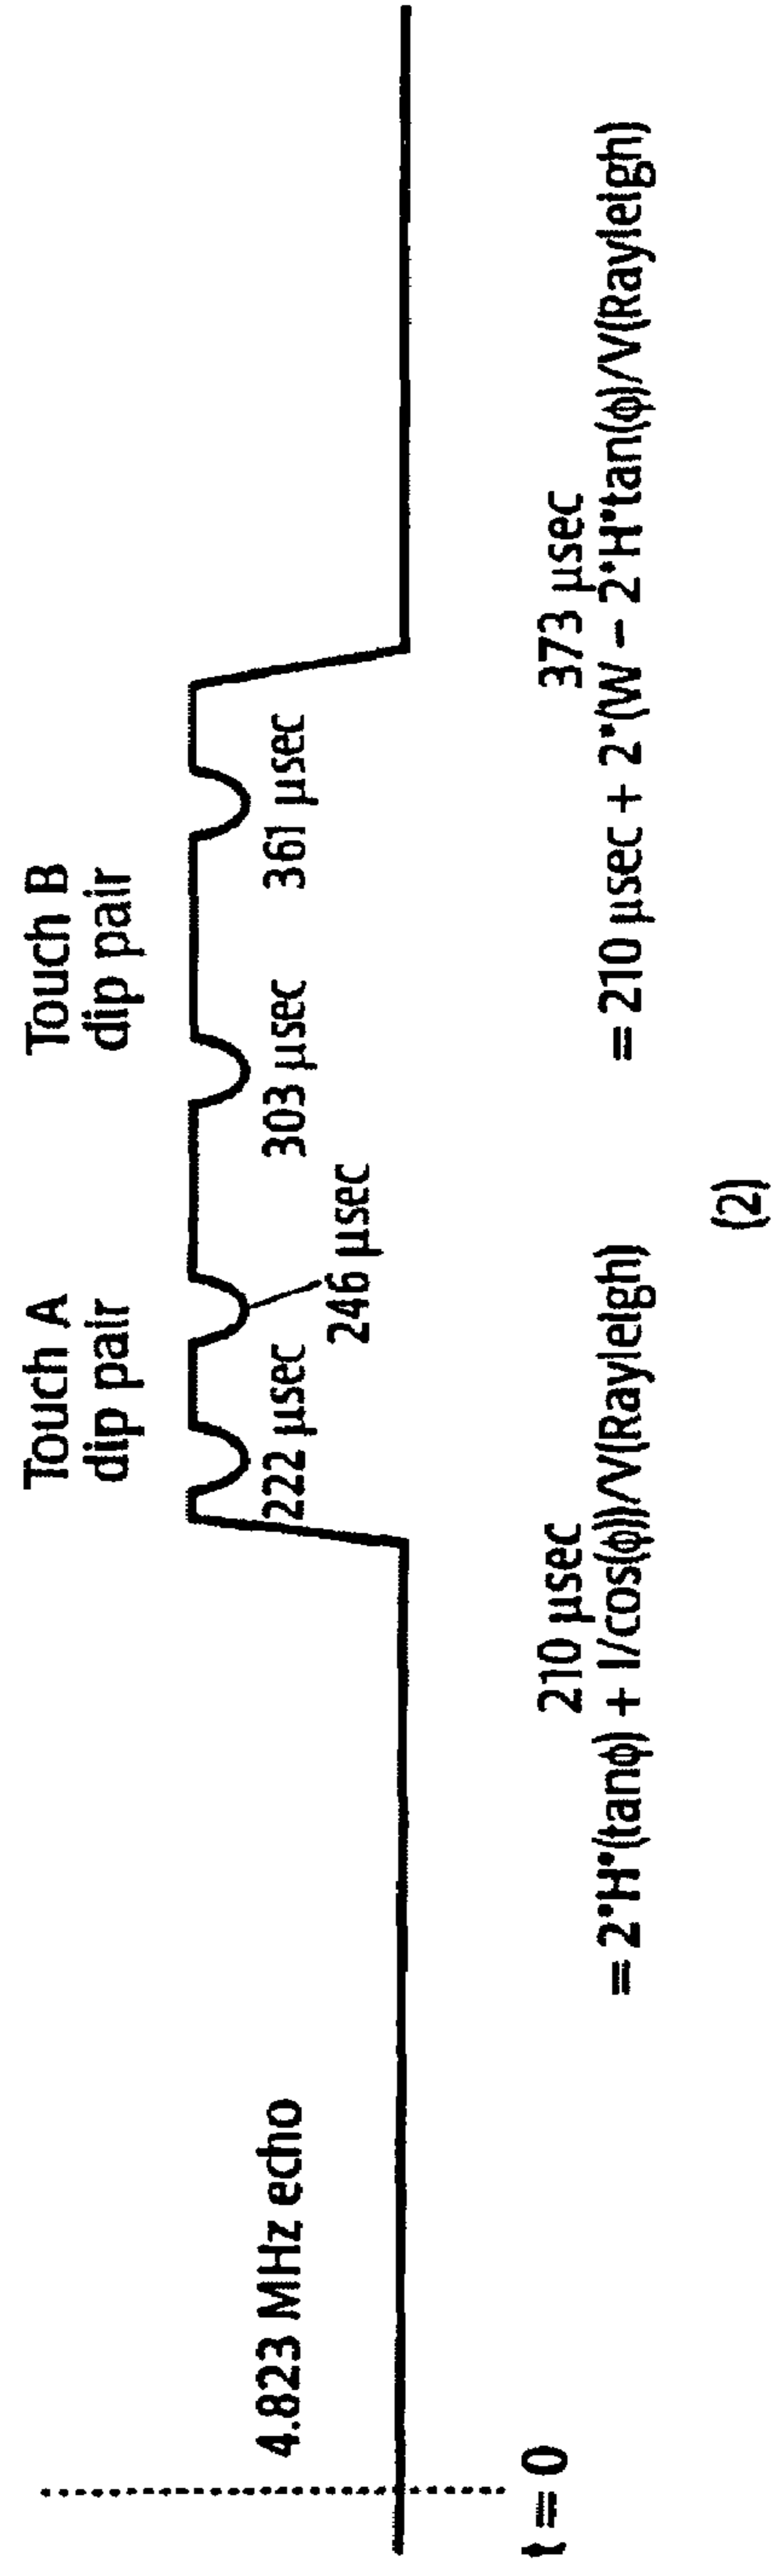 Touch A
dip pair
Touch B
dip pair
4.823 MHz echo
222 μsec
246 μsec
303 μsec
361 μsec
t = 0
210 μsec
= 2*H*(tanϕ) + I/cos(ϕ))/V(Rayleigh)
373 μsec
= 210 μsec + 2*(W – 2*H*tan(ϕ)/V(Rayleigh)
(2)